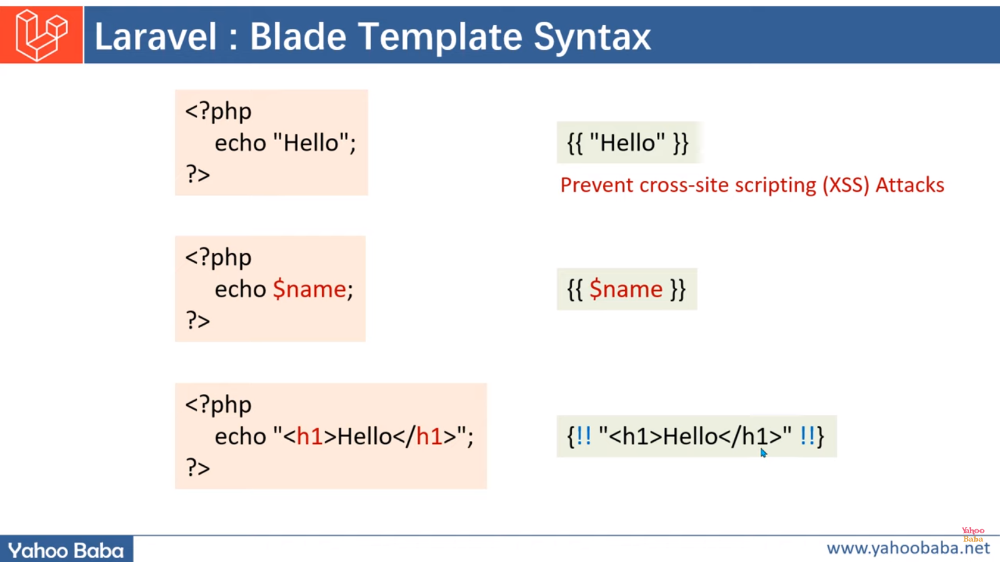 Laravel : Blade Template Syntax
<?php
echo "Hello";
?>
{{ "Hello" }}
Prevent cross-site scripting (XSS) Attacks
<?php
echo $name;
?>
{{ $name }}
<?php
echo "<h1>Hello</h1>";
?>
{!! "<h1>Hello</h1>" !!}
Yahoo Baba
Yahoo
Baba
www.yahoobaba.net